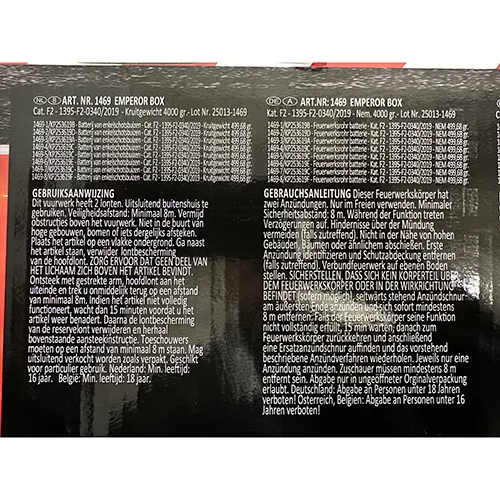 NL B ART. NR. 1469 EMPEROR BOX
Cat. F2 - 1395-F2-0340/2019 - Kruitgewicht 4000 gr. - Lot Nr. 25013-1469
GEBRUIKSAANWIJZING
Dit vuurwerk heeft 2 lonten. Uitsluitend buitenshuis te
gebruiken. Veiligheidsafstand: Minimaal 8m. Vermijd
obstructies boven het vuurwerk. Niet in de buurt van
hoge gebouwen, bomen of iets dergelijks afsteken.
Plaats het artikel op een vlakke ondergrond. Ga naast
het artikel staan, verwijder lontbescherming
van de hoofdlont. ZORG ERVOOR DAT GEEN DEEL VAN
HET LICHAAM ZICH BOVEN HET ARTIKEL BEVINDT.
Ontsteek met gestrekte arm, hoofdlont aan het
uiteinde en trek u onmiddelijk terug op een afstand
van minimaal 8m. Indien het artikel niet volledig
functioneert, wacht dan 15 minuten voordat u het
artikel weer benadert. Daarna de lontbescherming
van de reservelont verwijderen en herhaal
bovenstaande aansteekinstructie. Toeschouwers
moeten op een afstand van minimaal 8 m staan. Mag
uitsluitend verkocht worden zoals verpakt. Geschikt
voor particulier gebruik. Nederland: Min. leeftijd:
16 jaar. België: Min. leeftijd: 18 jaar.
DE A ART.NR: 1469 EMPEROR BOX
Cat. F2 - 1395-F2-0340/2019 - Nem. 4000 gr. - Lot Nr. 25013-1469
GEBRAUCHSANLEITUNG Dieser Feuerwerkskörper hat
zwei Anzündungen. Nur im Freien verwenden. Minimaler
Sicherheitsabstand: 8 m. Während der Funktion treten
Verzögerungen auf. Hindernisse über der Mündung
vermeiden (falls zutreffend). Nicht in der Nähe von hohen
Gebäuden, Bäumen oder ähnlichem abschießen. Erste
Anzündung identifizieren und Schutzabdeckung entfernen
(falls zutreffend). Verbundfeuerwerk auf ebenen Boden
stellen. SICHERSTELLEN, DASS SICH KEIN KÖRPERTEIL ÜBER
DEM FEUERWERKSKÖRPER ODER IN DER WIRKRICHTUNG
BEFINDET (sofern möglich), seitwärts stehend Anzündschnur
am äußersten Ende anzünden und sich sofort mindestens
8 m entfernen. Falls der Feuerwerkskörper seine Funktion
nicht vollständig erfüllt, 15 min warten; danach zum
Feuerwerkskörper zurückkehren und anschließend
eine Ersatzanzündschnur auffinden und das vorstehend
beschriebene Anzündverfahren wiederholen. Jeweils nur eine
Anzündung anzünden. Zuschauer müssen mindestens 8 m
entfernt sein. Abgabe nur in ungeöffneter Orginalverpackung
erlaubt. Deutschland: Abgabe an Personen unter 18 Jahren
verboten! Österreich, Belgien: Abgabe an Personen unter 16
Jahren verboten!